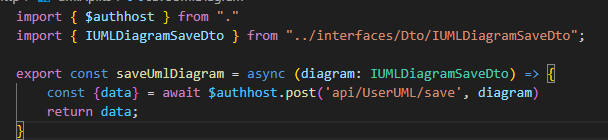 import { $authhost } from "."
import { IUMLDiagramSaveDto } from "../interfaces/Dto/IUMLDiagramSaveDto";

export const saveUmlDiagram = async (diagram: IUMLDiagramSaveDto) => {
    const {data} = await $authhost.post('api/UserUML/save', diagram)
    return data;
}